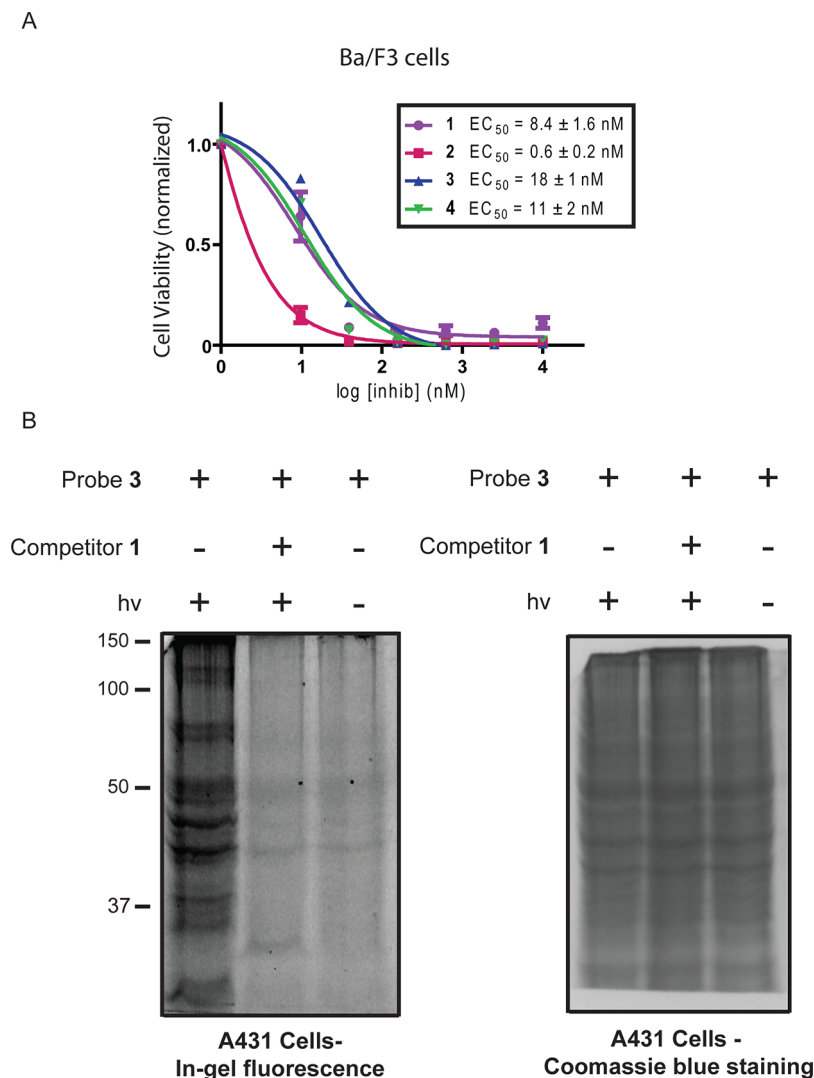 A
Ba/F3 cells
1 EC50 = 8.4 ± 1.6 nM
2 EC50 = 0.6 ± 0.2 nM
3 EC50 = 18 ± 1 nM
4 EC50 = 11 ± 2 nM
Cell Viability (normalized)
1.0
0.5
0
0 1 2 3 4
log [inhib] (nM)
B
Probe 3 + + + Probe 3 + + +
Competitor 1 - + - Competitor 1 - + -
hv + + - hv + + -
150
100
50
37
A431 Cells- A431 Cells -
In-gel fluorescence Coomassie blue staining